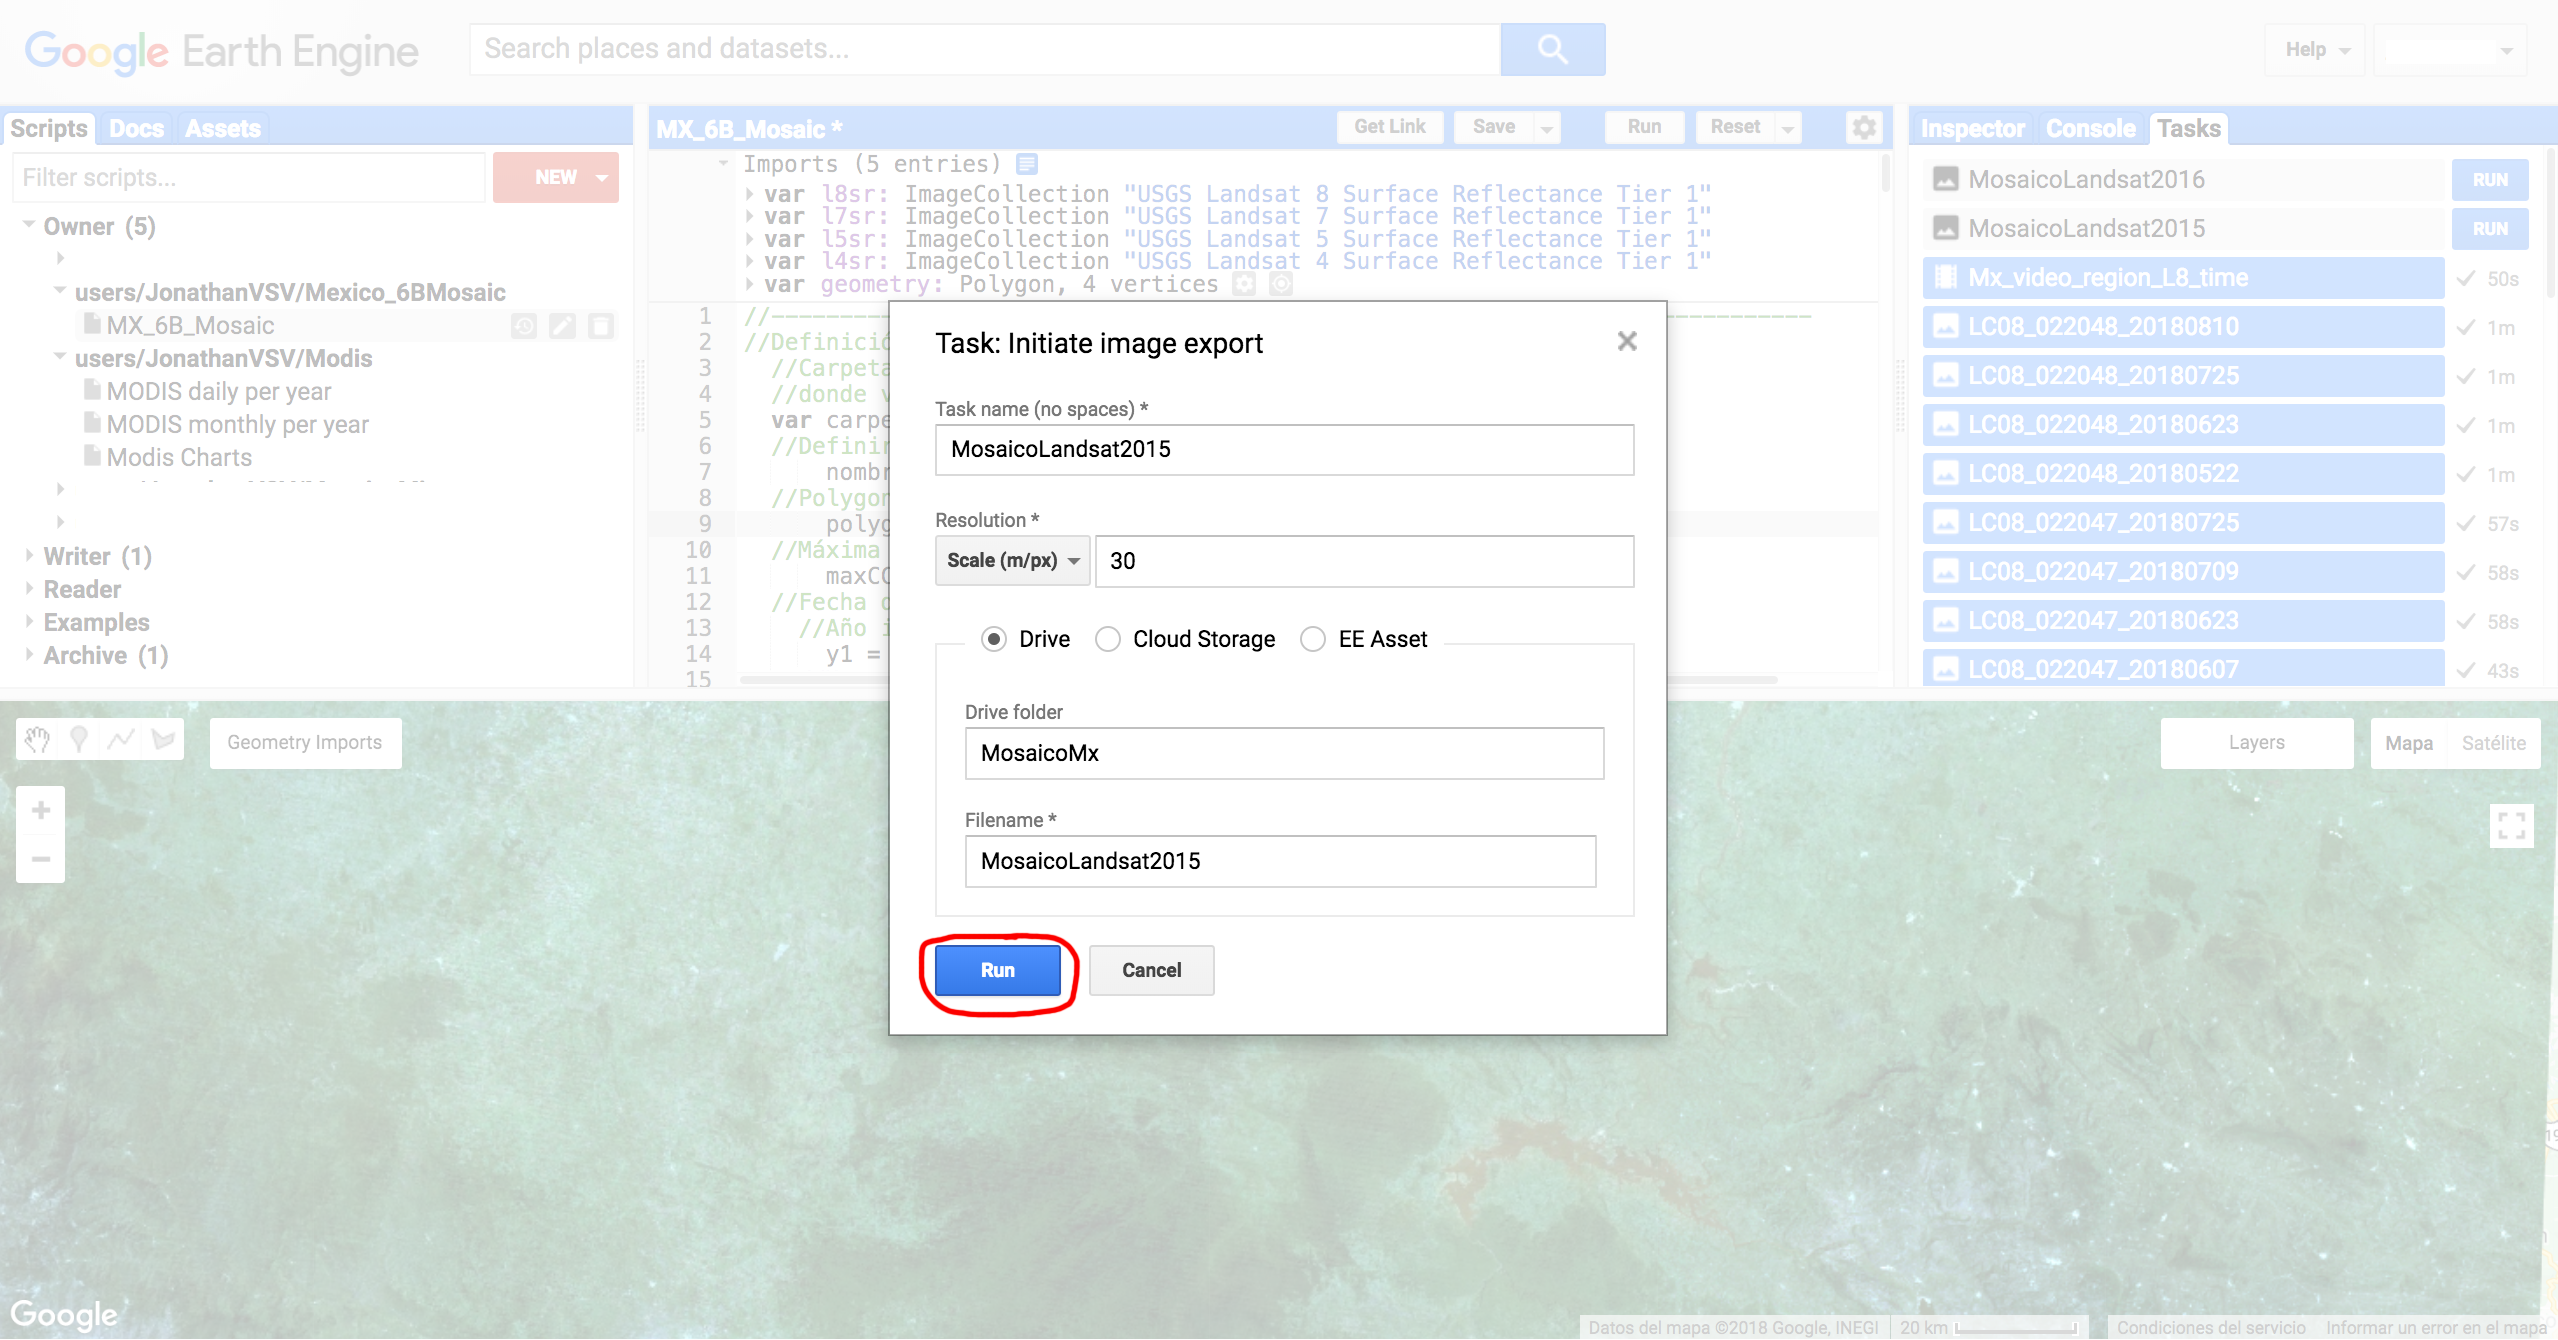 Google Earth Engine
Search places and datasets...
Help
Scripts Docs Assets
Filter scripts...
NEW
Owner (5)
users/JonathanVSV/Mexico_6BMosaic
MX_6B_Mosaic
users/JonathanVSV/Modis
MODIS daily per year
MODIS monthly per year
Modis Charts
Writer (1)
Reader
Examples
Archive (1)
MX_6B_Mosaic *
Get Link Save Run Reset
Imports (5 entries)
var l8sr: ImageCollection "USGS Landsat 8 Surface Reflectance Tier 1"
var l7sr: ImageCollection "USGS Landsat 7 Surface Reflectance Tier 1"
var l5sr: ImageCollection "USGS Landsat 5 Surface Reflectance Tier 1"
var l4sr: ImageCollection "USGS Landsat 4 Surface Reflectance Tier 1"
var geometry: Polygon, 4 vertices
1 //
2 //Definició
3 //Carpeta
4 //donde
5 var carpe
6 //Definir
7 nombr
8 //Polygon
9 polyg
10 //Máxima
11 maxCC
12 //Fecha
13 //Año
14 y1 =
15
Inspector Console Tasks
MosaicoLandsat2016 RUN
MosaicoLandsat2015 RUN
Mx_video_region_L8_time 50s
LC08_022048_20180810 1m
LC08_022048_20180725 1m
LC08_022048_20180623 1m
LC08_022048_20180522 1m
LC08_022047_20180725 57s
LC08_022047_20180709 58s
LC08_022047_20180623 58s
LC08_022047_20180607 43s
Task: Initiate image export
Task name (no spaces) *
MosaicoLandsat2015
Resolution *
Scale (m/px) 30
Drive Cloud Storage EE Asset
Drive folder
MosaicoMx
Filename *
MosaicoLandsat2015
Run Cancel
Geometry Imports
Layers
Mapa Satélite
Google
Datos del mapa ©2018 Google, INEGI 20 km Condiciones del servicio Informar un error en el mapa